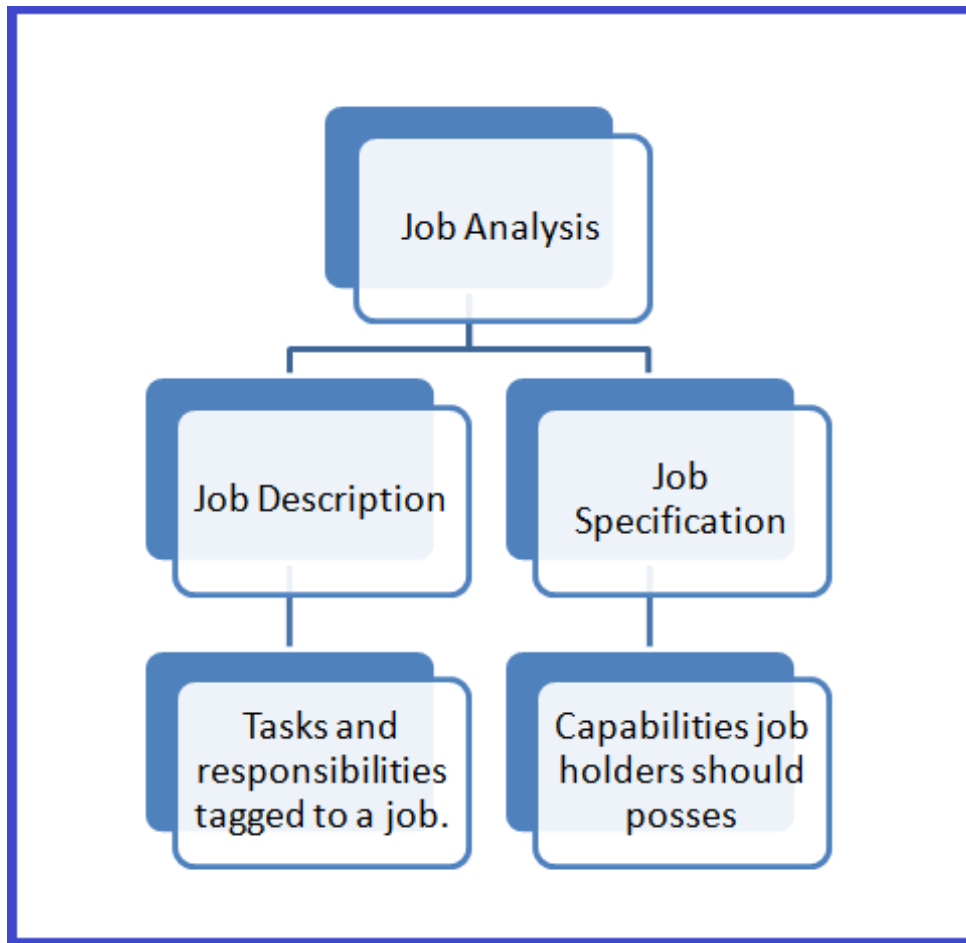 Job Analysis
Job Description
Job
Specification
Tasks and
responsibilities
tagged to a job.
Capabilities job
holders should
posses